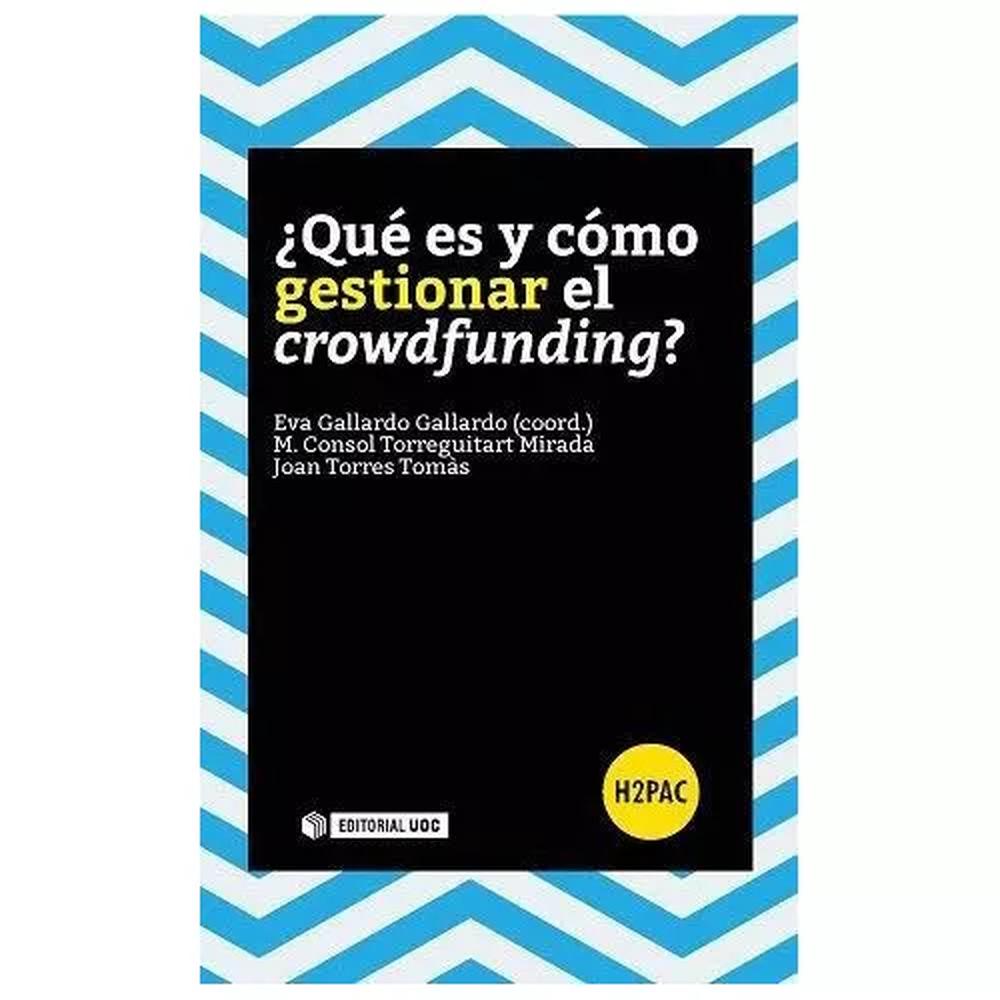 ¿Qué es y cómo
gestionar el
crowdfunding?
Eva Gallardo Gallardo (coord.)
M. Consol Torreguitart Mirada
Joan Torres Tomàs
H2PAC
EDITORIAL UOC